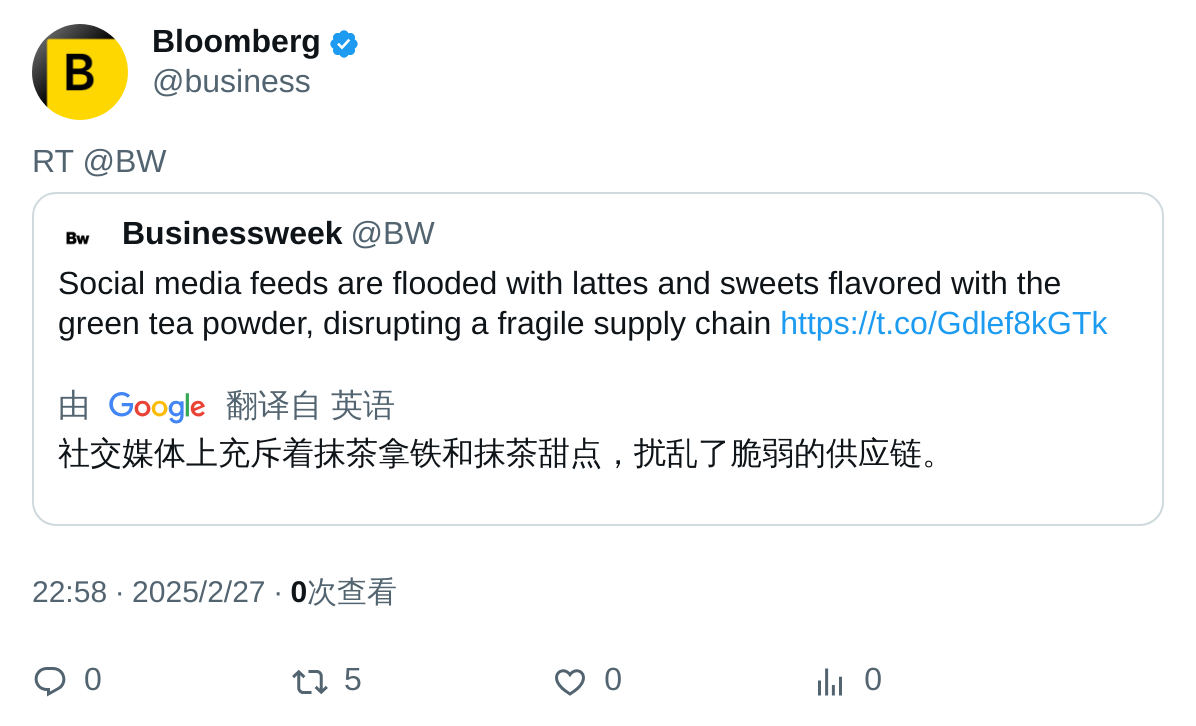 B
Bloomberg
@business
RT @BW
Bw Businessweek @BW
Social media feeds are flooded with lattes and sweets flavored with the
green tea powder, disrupting a fragile supply chain https://t.co/Gdlef8kGTk
由 Google 翻译自 英语
社交媒体上充斥着抹茶拿铁和抹茶甜点，扰乱了脆弱的供应链。
22:58 · 2025/2/27 · 0次查看
0 5 0 0